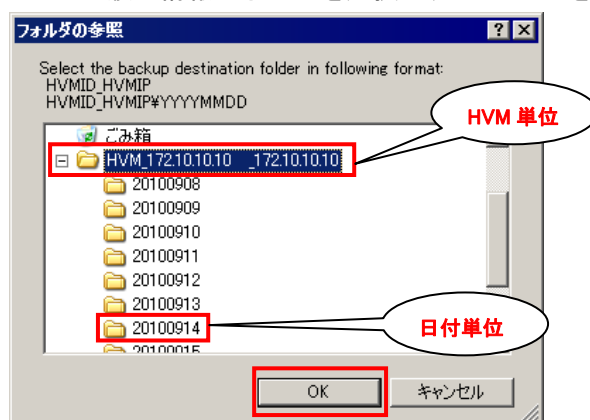 フォルダの参照
Select the backup destination folder in following format:
HVMID_HVMIP
HVMID_HVMIP¥YYYYMMDD
HVM 単位
ごみ箱
HVM_172.10.10.10 _172.10.10.10
20100908
20100909
20100910
20100911
20100912
20100913
20100914
日付単位
OK
キャンセル